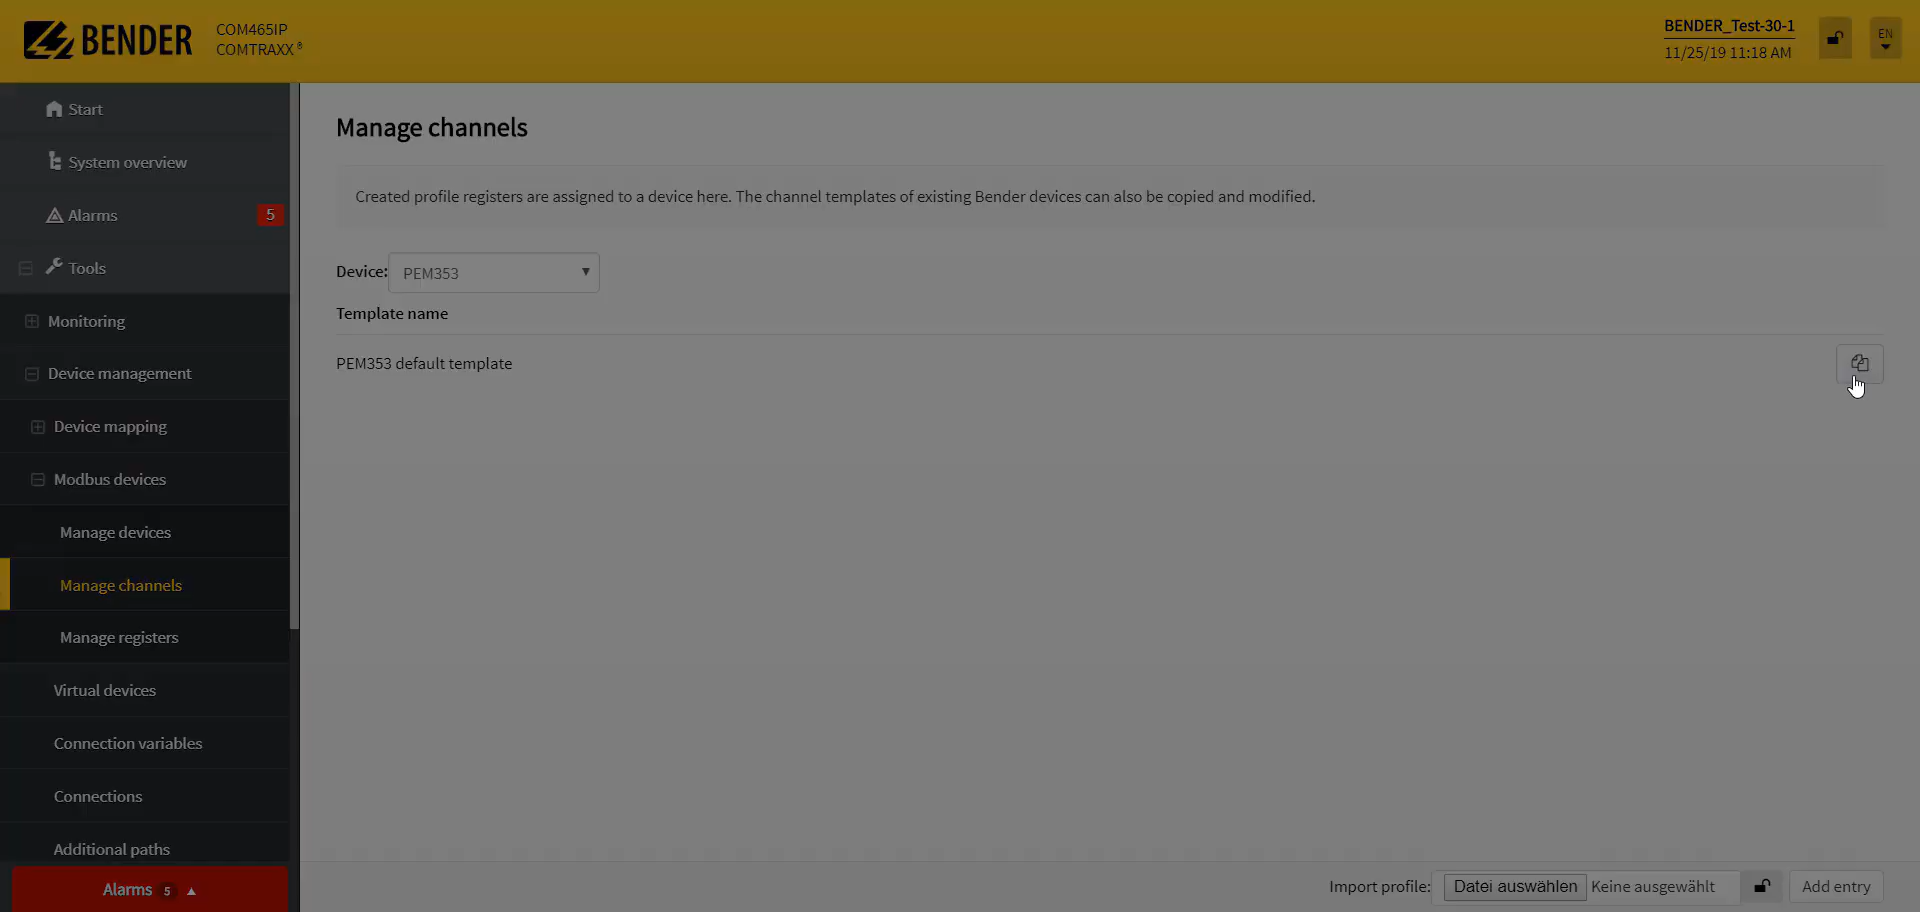 BENDER
COM465IP
COMTRAXX®
BENDER_Test-30-1
11/25/19 11:18 AM
EN
Start
System overview
Alarms 5
Tools
Monitoring
Device management
Device mapping
Modbus devices
Manage devices
Manage channels
Manage registers
Virtual devices
Connection variables
Connections
Additional paths
Alarms 5
Manage channels
Created profile registers are assigned to a device here. The channel templates of existing Bender devices can also be copied and modified.
Device: PEM353
Template name
PEM353 default template
Import profile: Datei auswählen Keine ausgewählt Add entry